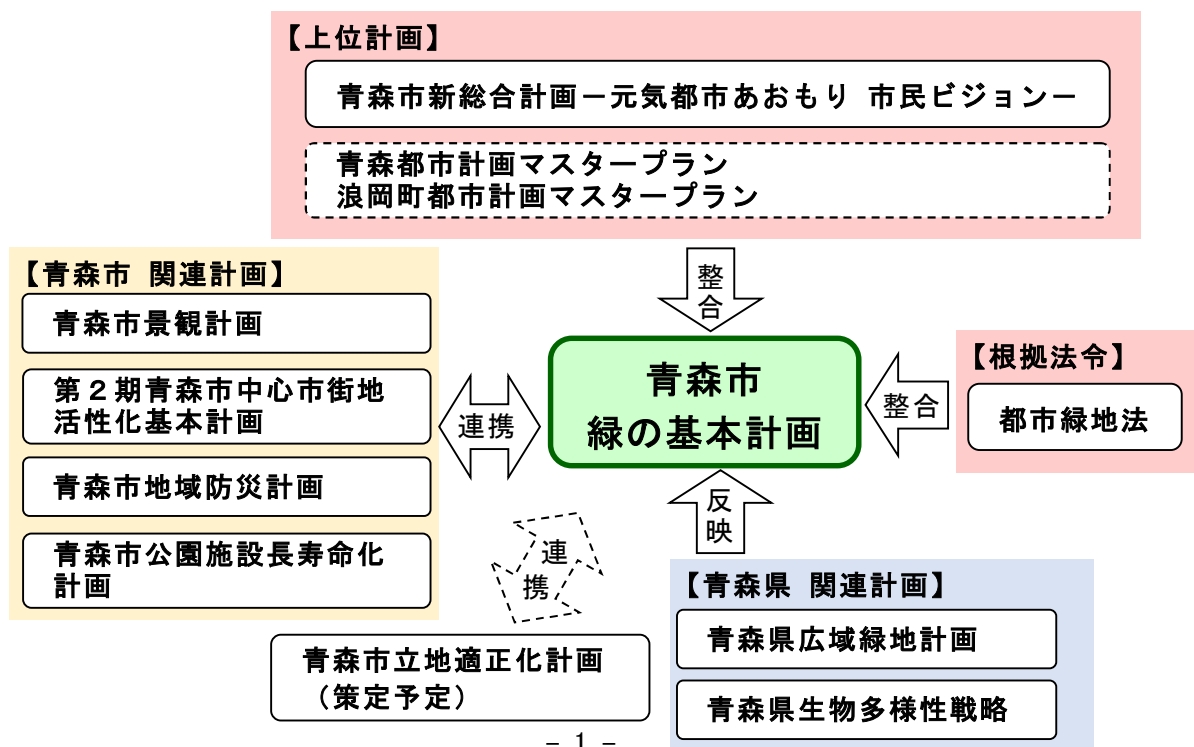 【上位計画】
青森市新総合計画－元気都市あおもり 市民ビジョン－
青森都市計画マスタープラン
浪岡町都市計画マスタープラン
整合
【青森市 関連計画】
青森市景観計画
第２期青森市中心市街地
活性化基本計画
青森市地域防災計画
青森市公園施設長寿命化
計画
連携
青森市
緑の基本計画
整合
【根拠法令】
都市緑地法
反映
連携
青森市立地適正化計画
（策定予定）
【青森県 関連計画】
青森県広域緑地計画
青森県生物多様性戦略
- 1 -